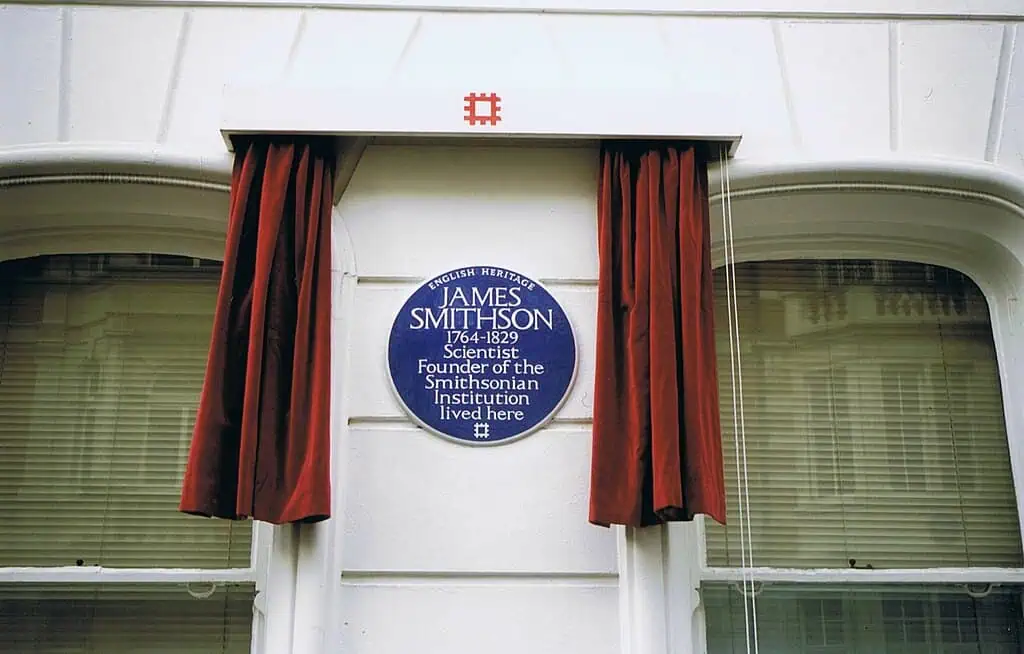 ENGLISH HERITAGE
JAMES
SMITHSON
1764-1829
Scientist
Founder of the
Smithsonian
Institution
lived here